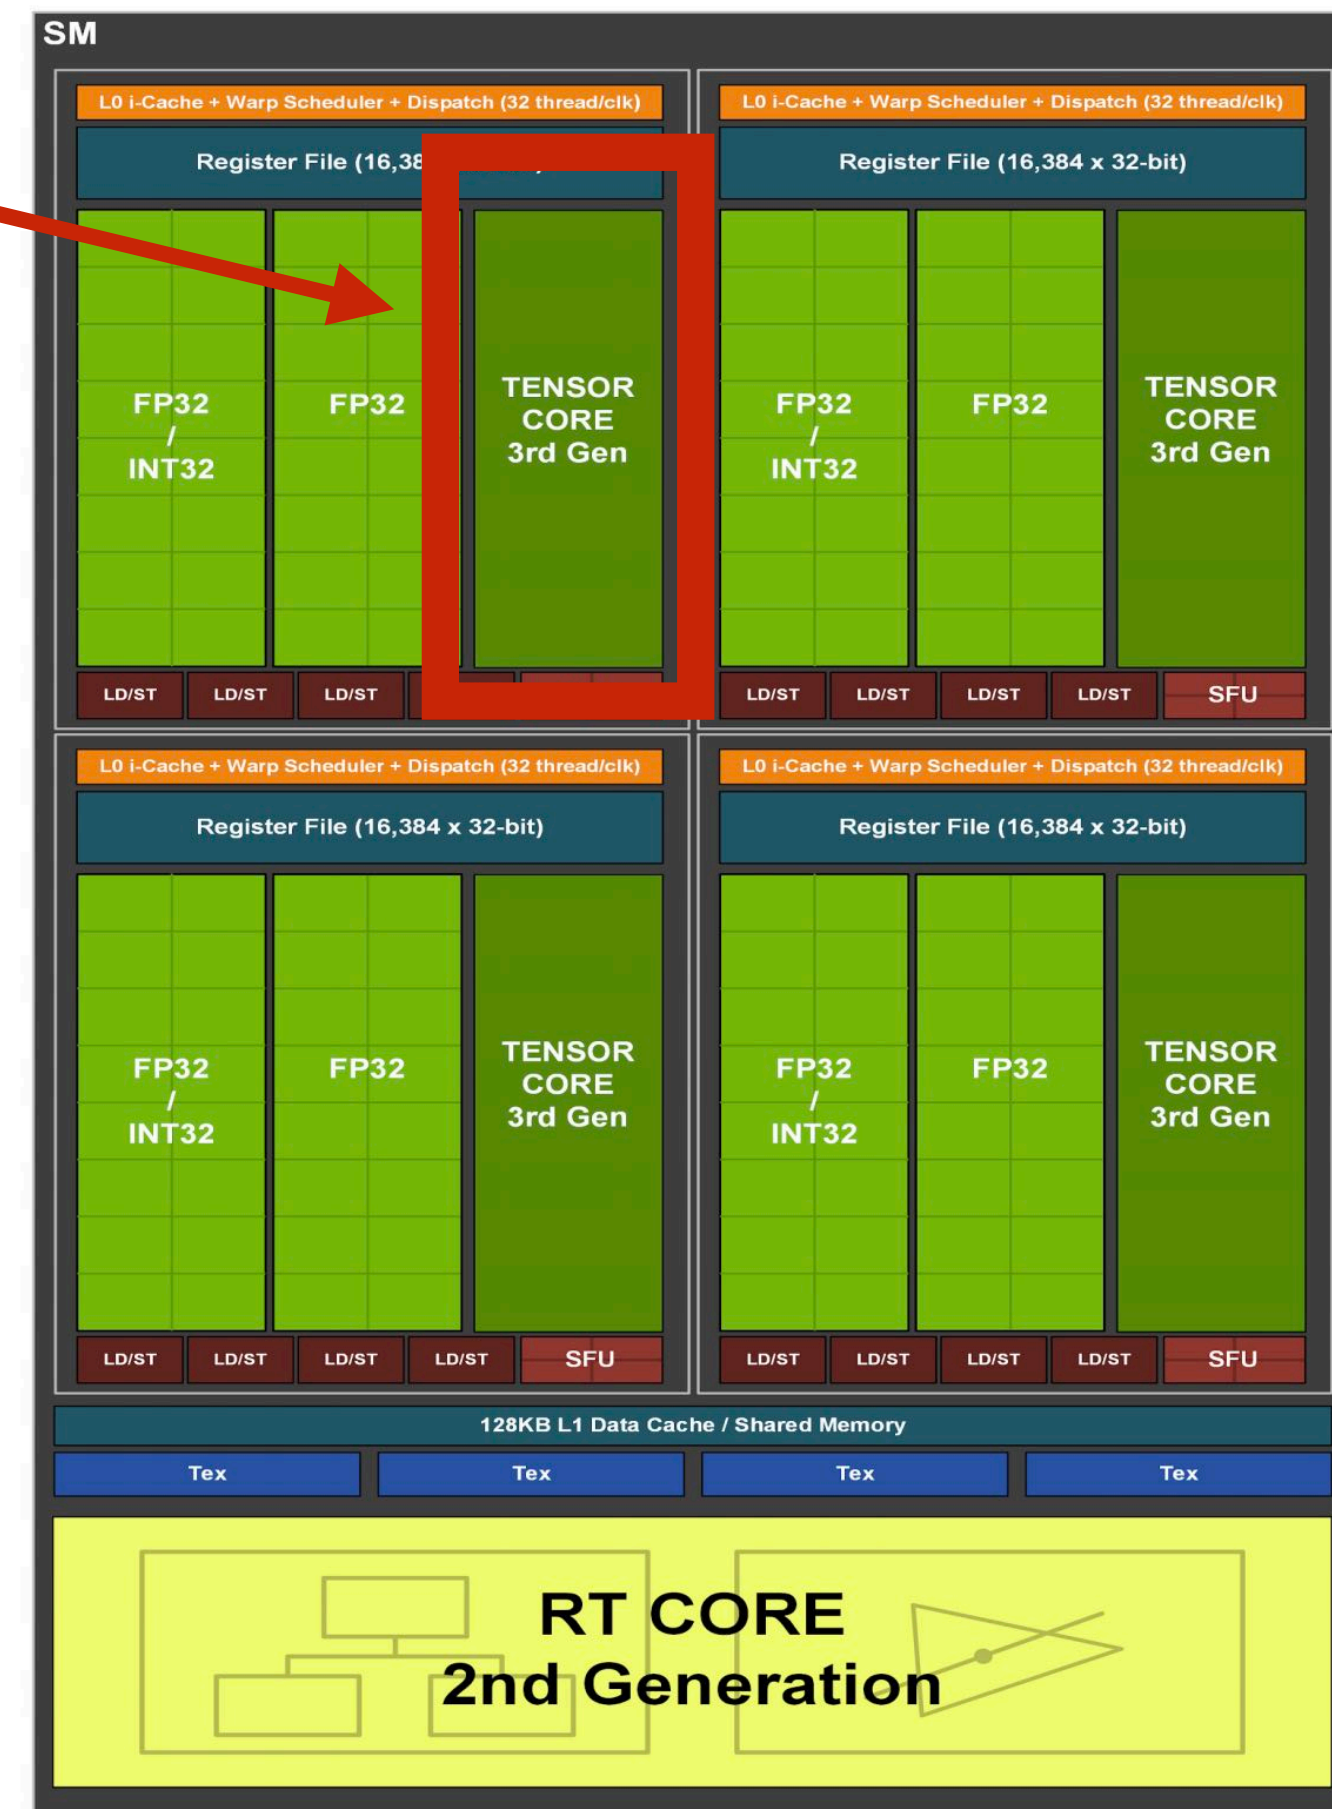 SM
L0 i-Cache + Warp Scheduler + Dispatch (32 thread/clk)
Register File (16,38
FP32
/
INT32
FP32
TENSOR
CORE
3rd Gen
LD/ST LD/ST LD/ST
L0 i-Cache + Warp Scheduler + Dispatch (32 thread/clk)
Register File (16,384 x 32-bit)
FP32
/
INT32
FP32
TENSOR
CORE
3rd Gen
LD/ST LD/ST LD/ST LD/ST SFU
L0 i-Cache + Warp Scheduler + Dispatch (32 thread/clk)
Register File (16,384 x 32-bit)
FP32
/
INT32
FP32
TENSOR
CORE
3rd Gen
LD/ST LD/ST LD/ST LD/ST SFU
L0 i-Cache + Warp Scheduler + Dispatch (32 thread/clk)
Register File (16,384 x 32-bit)
FP32
/
INT32
FP32
TENSOR
CORE
3rd Gen
LD/ST LD/ST LD/ST LD/ST SFU
128KB L1 Data Cache / Shared Memory
Tex Tex Tex Tex
RT CORE
2nd Generation